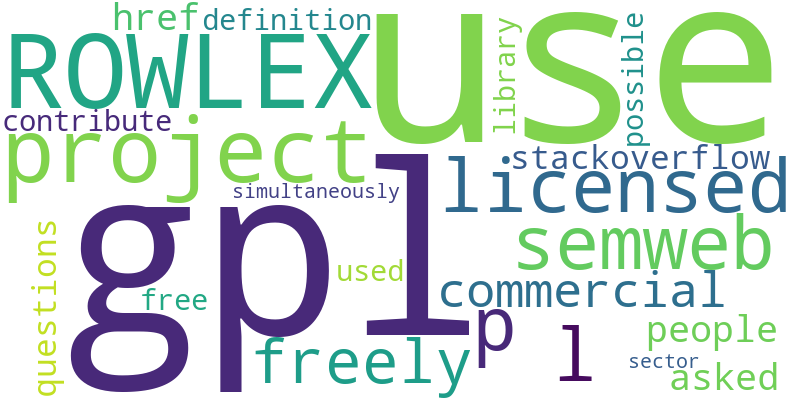 href
definition
use
ROWLEX
library
possible
contribute
project
stackoverflow
licensed
simultaneously
gpl
semweb
questions
used
commercial
free
p
l
people
freely
sector
asked